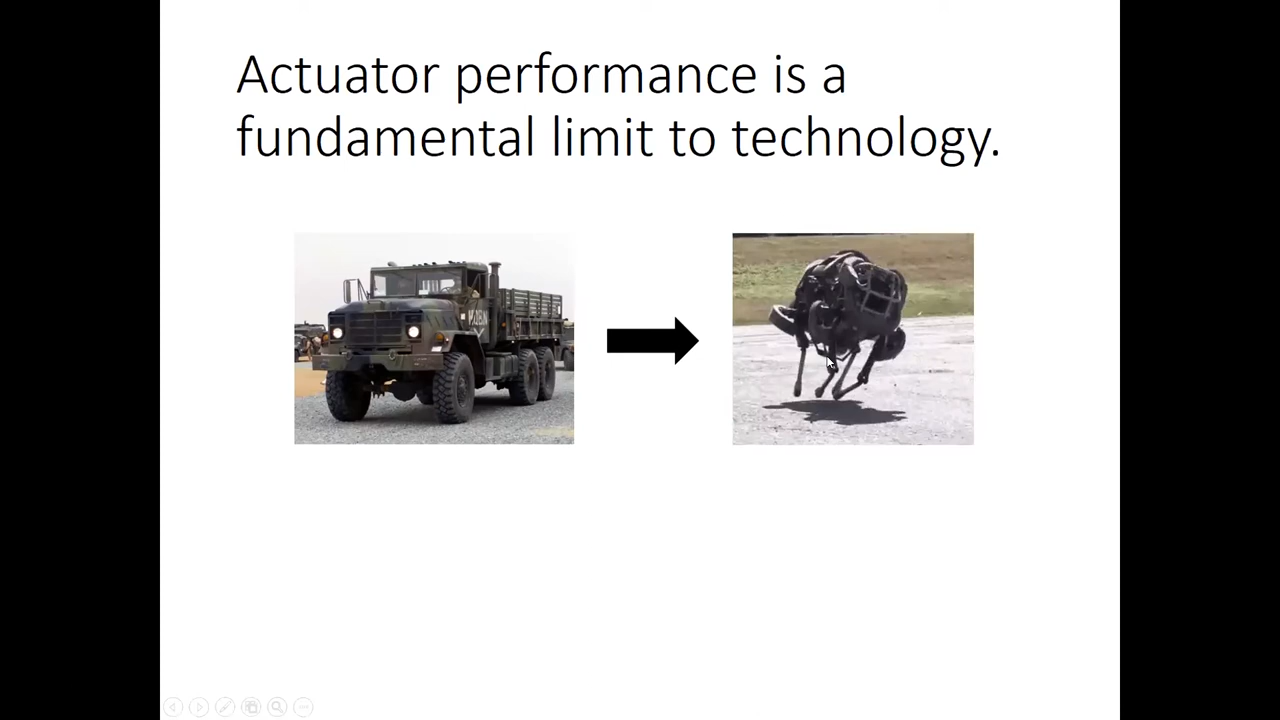 Actuator performance is a
fundamental limit to technology.